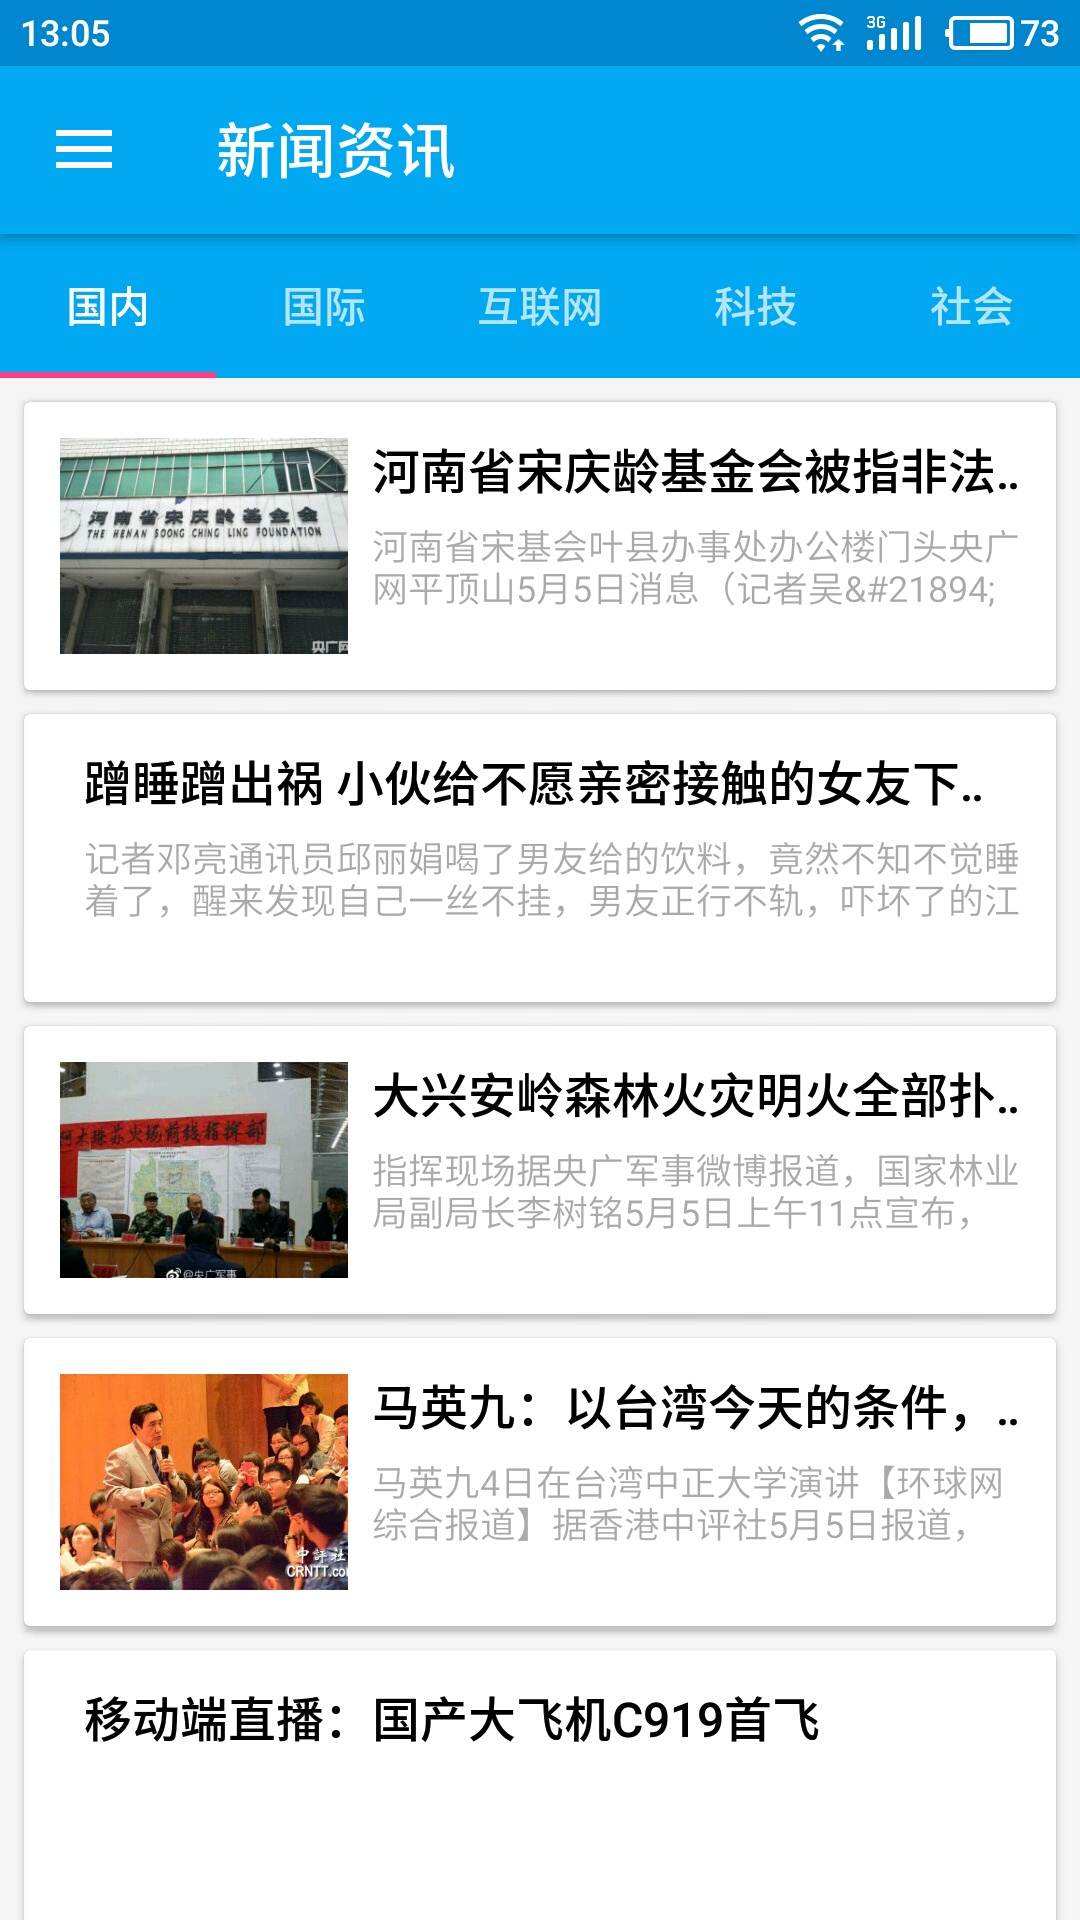 13:05
3G
73
新闻资讯
国内
国际
互联网
科技
社会
河南省宋庆龄基金会
THE HENAN SOONG CHING LING FOUNDATION
央广网
河南省宋庆龄基金会被指非法..
河南省宋基会叶县办事处办公楼门头央广
网平顶山5月5日消息（记者吴&#21894;
蹭睡蹭出祸 小伙给不愿亲密接触的女友下..
记者邓亮通讯员邱丽娟喝了男友给的饮料，竟然不知不觉睡
着了，醒来发现自己一丝不挂，男友正行不轨，吓坏了的江
火场前线指挥部
@央广军事
大兴安岭森林火灾明火全部扑..
指挥现场据央广军事微博报道，国家林业
局副局长李树铭5月5日上午11点宣布，
中評社
CRNTT.co
马英九：以台湾今天的条件，..
马英九4日在台湾中正大学演讲【环球网
综合报道】据香港中评社5月5日报道，
移动端直播：国产大飞机C919首飞